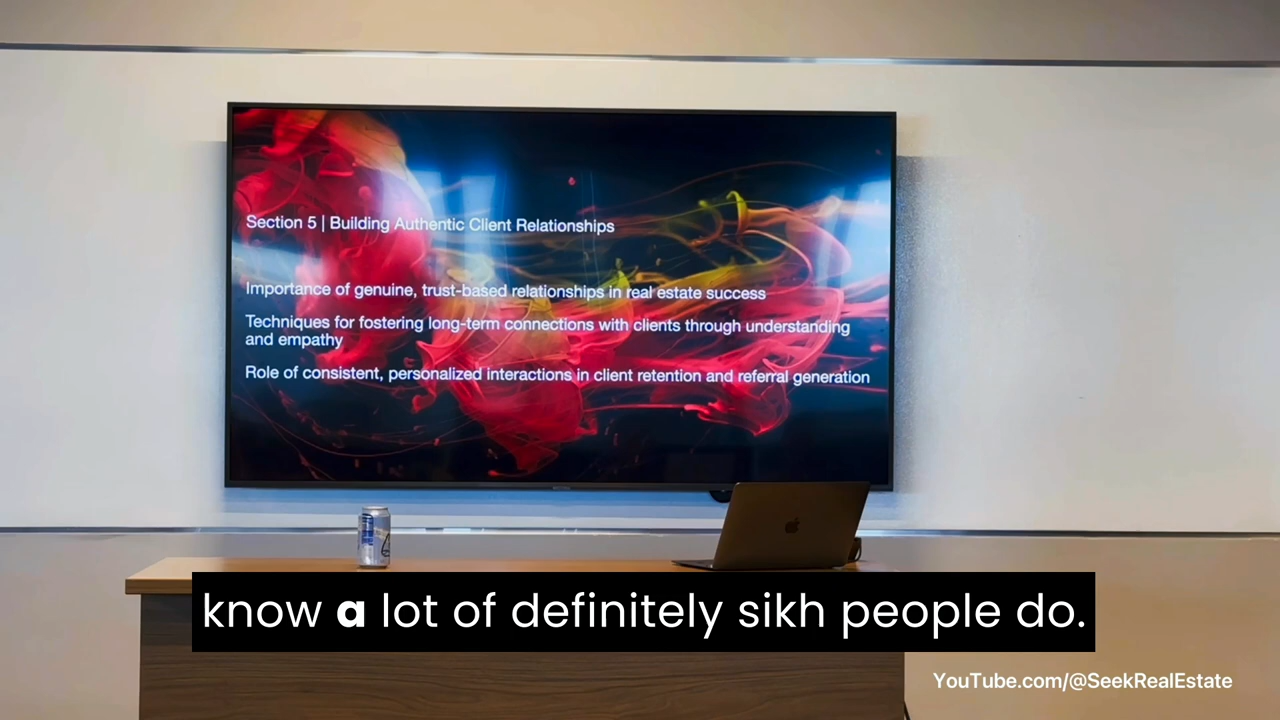 Section 5 | Building Authentic Client Relationships
Importance of genuine, trust-based relationships in real estate success
Techniques for fostering long-term connections with clients through understanding
and empathy
Role of consistent, personalized interactions in client retention and referral generation
know a lot of definitely sikh people do.
YouTube.com/@SeekRealEstate